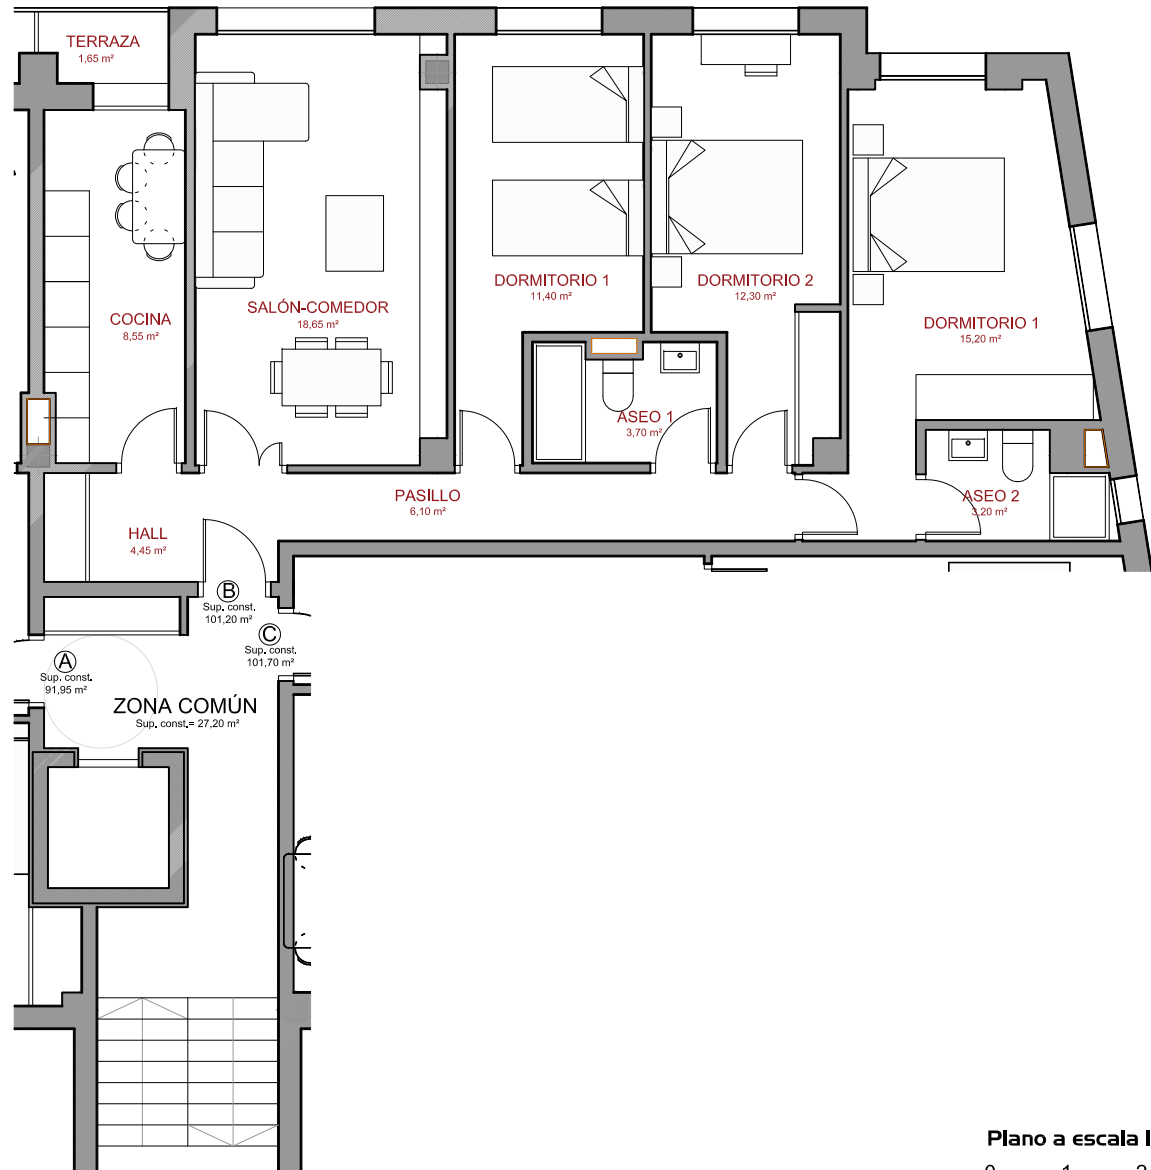 TERRAZA
1,65 m²
DORMITORIO 1
11,40 m²
DORMITORIO 2
12,30 m²
SALÓN-COMEDOR
18,65 m²
COCINA
8,55 m²
DORMITORIO 1
15,20 m²
ASEO 1
3,70 m²
PASILLO
6,10 m²
ASEO 2
3,20 m²
HALL
4,45 m²
B
Sup. const.
101,20 m²
C
Sup. const.
101,70 m²
A
Sup. const.
91,95 m²
ZONA COMÚN
Sup. const.= 27,20 m²
Plano a escala
0 1 2